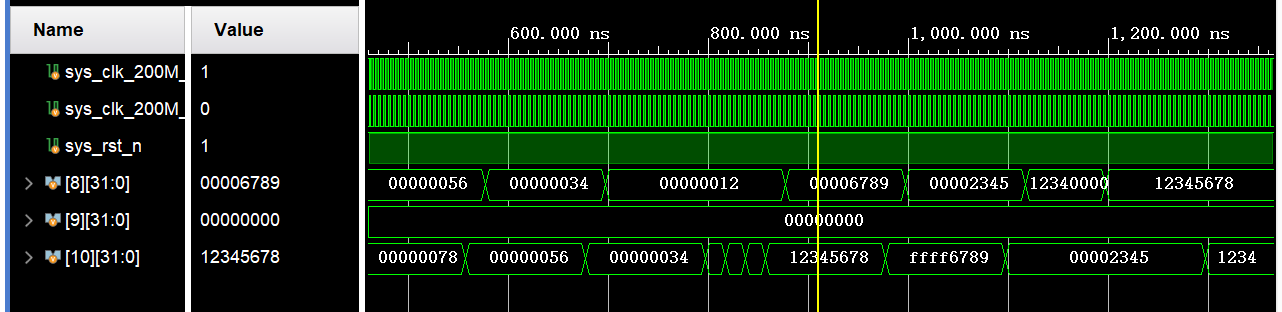 Name Value
600.000 ns 800.000 ns 1,000.000 ns 1,200.000 ns
sys_clk_200M_ 1
sys_clk_200M_ 0
sys_rst_n 1
[8][31:0] 00006789 00000056 00000034 00000012 00006789 00002345 12340000 12345678
[9][31:0] 00000000 00000000
[10][31:0] 12345678 00000078 00000056 00000034 12345678 ffff6789 00002345 1234